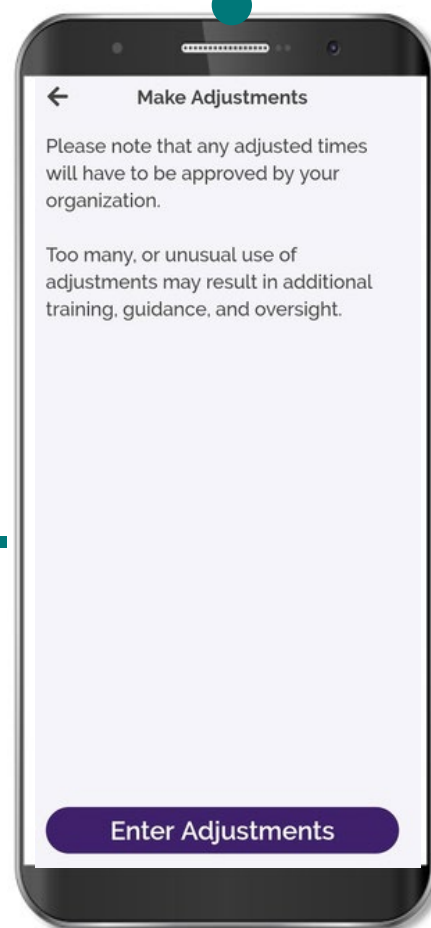 Make Adjustments
Please note that any adjusted times
will have to be approved by your
organization.
Too many, or unusual use of
adjustments may result in additional
training, guidance, and oversight.
Enter Adjustments